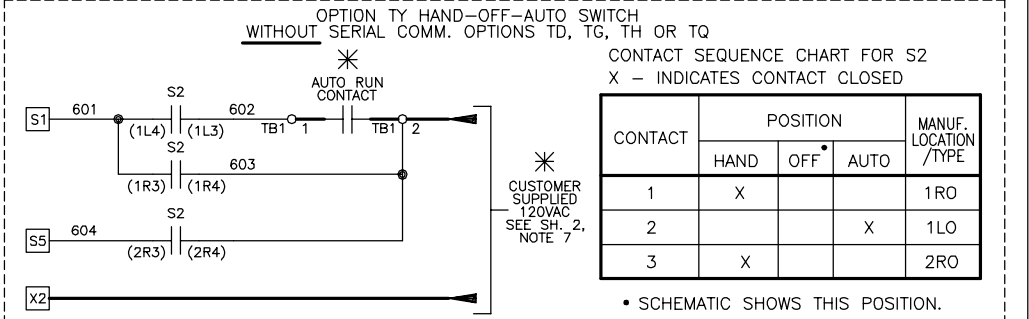 OPTION TY HAND-OFF-AUTO SWITCH
WITHOUT SERIAL COMM. OPTIONS TD, TG, TH OR TQ
AUTO RUN
CONTACT
S1 601 S2 602
(1L4) (1L3) TB1 1 TB1 2
S2 603
(1R3) (1R4)
S5 604 S2
(2R3) (2R4)
X2
CUSTOMER
SUPPLIED
120VAC
SEE SH. 2,
NOTE 7
CONTACT SEQUENCE CHART FOR S2
X - INDICATES CONTACT CLOSED
CONTACT POSITION MANUF. LOCATION /TYPE
HAND OFF• AUTO
1 X 1RO
2 X 1LO
3 X 2RO
• SCHEMATIC SHOWS THIS POSITION.